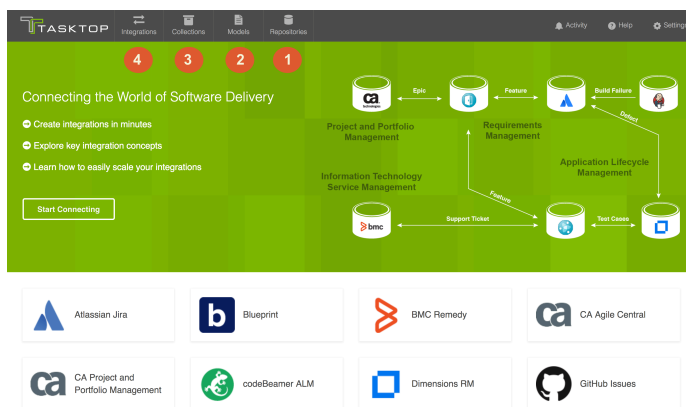 TASKTOP
Integrations
Collections
Models
Repositories
Activity
Help
Settings
4
3
2
1
Connecting the World of Software Delivery
Create integrations in minutes
Explore key integration concepts
Learn how to easily scale your integrations
Start Connecting
ca
technologies
Epic
Feature
Build Failure
Defect
Project and Portfolio
Management
Requirements
Management
Application Lifecycle
Management
Information Technology
Service Management
Feature
bmc
Support Ticket
Test Cases
Atlassian Jira
b
Blueprint
BMC Remedy
ca
CA Agile Central
ca
CA Project and
Portfolio Management
codeBeamer ALM
Dimensions RM
GitHub Issues